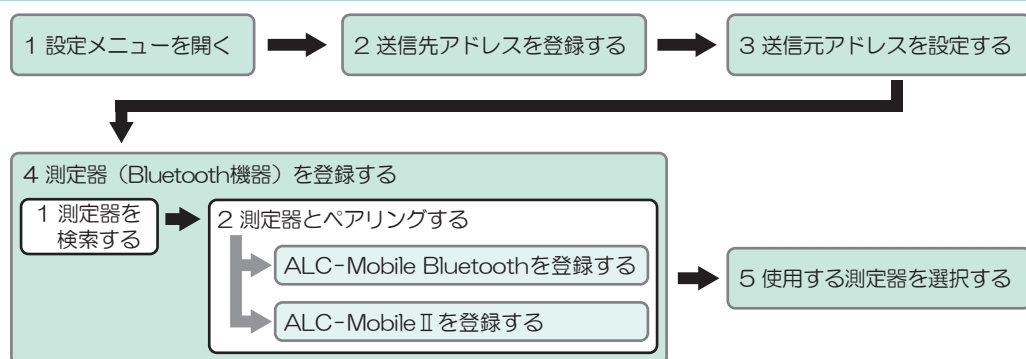 1 設定メニューを開く
2 送信先アドレスを登録する
3 送信元アドレスを設定する
4 測定器（Bluetooth機器）を登録する
1 測定器を
検索する
2 測定器とペアリングする
ALC-Mobile Bluetoothを登録する
ALC-MobileⅡを登録する
5 使用する測定器を選択する